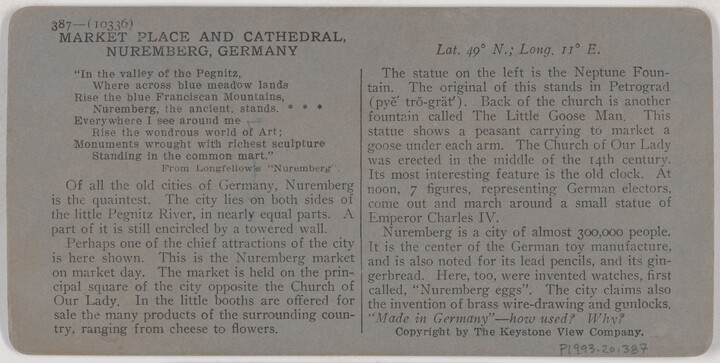 387—(10336)
MARKET PLACE AND CATHEDRAL,
NUREMBERG, GERMANY
"In the valley of the Pegnitz,
Where across blue meadow lands
Rise the blue Franciscan Mountains,
Nuremberg, the ancient, stands. * * *
Everywhere I see around me
Rise the wondrous world of Art;
Monuments wrought with richest sculpture
Standing in the common mart."
From Longfellow's "Nuremberg".
Of all the old cities of Germany, Nuremberg
is the quaintest. The city lies on both sides of
the little Pegnitz River, in nearly equal parts. A
part of it is still encircled by a towered wall.
Perhaps one of the chief attractions of the city
is here shown. This is the Nuremberg market
on market day. The market is held on the prin-
cipal square of the city opposite the Church of
Our Lady. In the little booths are offered for
sale the many products of the surrounding coun-
try, ranging from cheese to flowers.
Lat. 49° N.; Long. 11° E.
The statue on the left is the Neptune Foun-
tain. The original of this stands in Petrograd
(pyĕ' trŏ-grät'). Back of the church is another
fountain called The Little Goose Man. This
statue shows a peasant carrying to market a
goose under each arm. The Church of Our Lady
was erected in the middle of the 14th century.
Its most interesting feature is the old clock. At
noon, 7 figures, representing German electors,
come out and march around a small statue of
Emperor Charles IV.
Nuremberg is a city of almost 300,000 people.
It is the center of the German toy manufacture,
and is also noted for its lead pencils, and its gin-
gerbread. Here, too, were invented watches, first
called, "Nuremberg eggs". The city claims also
the invention of brass wire-drawing and gunlocks.
"Made in Germany"—how used? Why?
Copyright by The Keystone View Company.
P1993.20.387